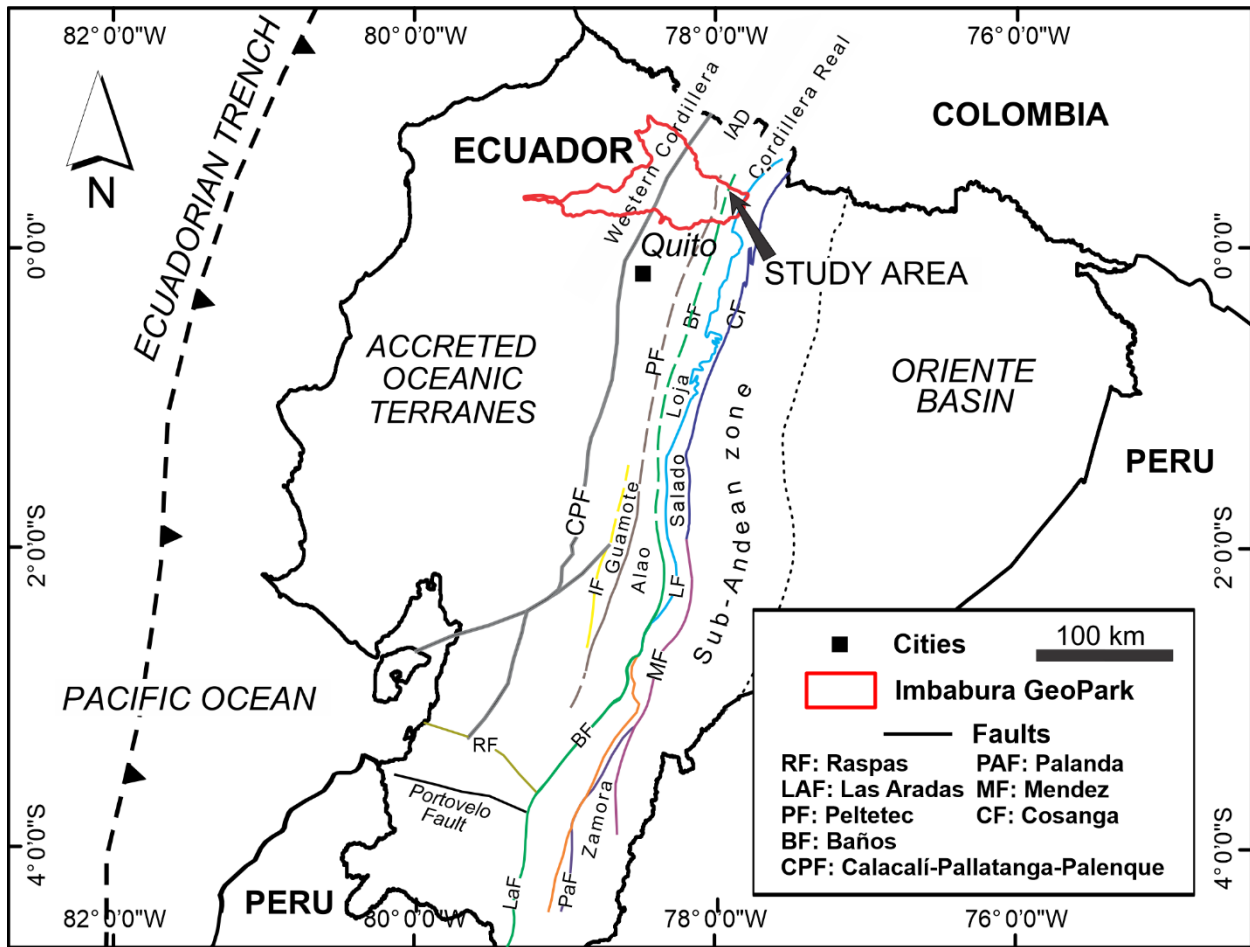 82°0'0"W
80°0'0"W
78°0'0"W
76°0'0"W
ECUADORIAN TRENCH
N
ECUADOR
Western Cordillera
IAD
Cordillera Real
COLOMBIA
0°0'0"
Quito
STUDY AREA
0°0'0"
ACCRETED
OCEANIC
TERRANES
PF
BF
CF
Loja
ORIENTE
BASIN
PERU
Sub-Andean zone
CPF
Guamote
Salado
2°0'0"S
2°0'0"S
IF
Alao
LF
MF
PACIFIC OCEAN
RF
BF
Portovelo
Fault
Zamora
4°0'0"S
4°0'0"S
PERU
LaF
PaF
Cities
100 km
Imbabura GeoPark
Faults
RF: Raspas PAF: Palanda
LAF: Las Aradas MF: Mendez
PF: Peltetec CF: Cosanga
BF: Baños
CPF: Calacalí-Pallatanga-Palenque
82°0'0"W
80°0'0"W
78°0'0"W
76°0'0"W